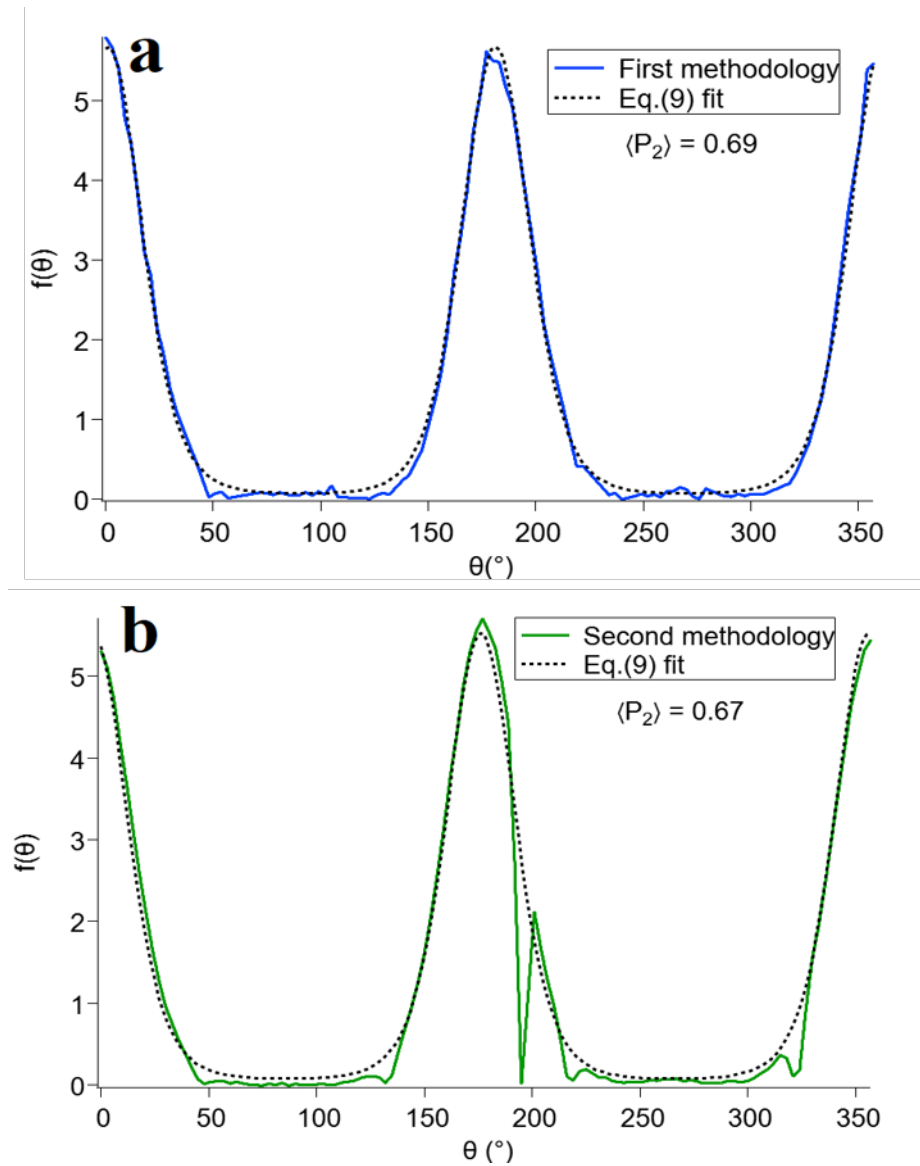 a
First methodology
Eq.(9) fit
⟨P₂⟩ = 0.69
f(θ)
5
4
3
2
1
0
0 50 100 150 200 250 300 350
θ(°)
b
Second methodology
Eq.(9) fit
⟨P₂⟩ = 0.67
f(θ)
5
4
3
2
1
0
0 50 100 150 200 250 300 350
θ (°)